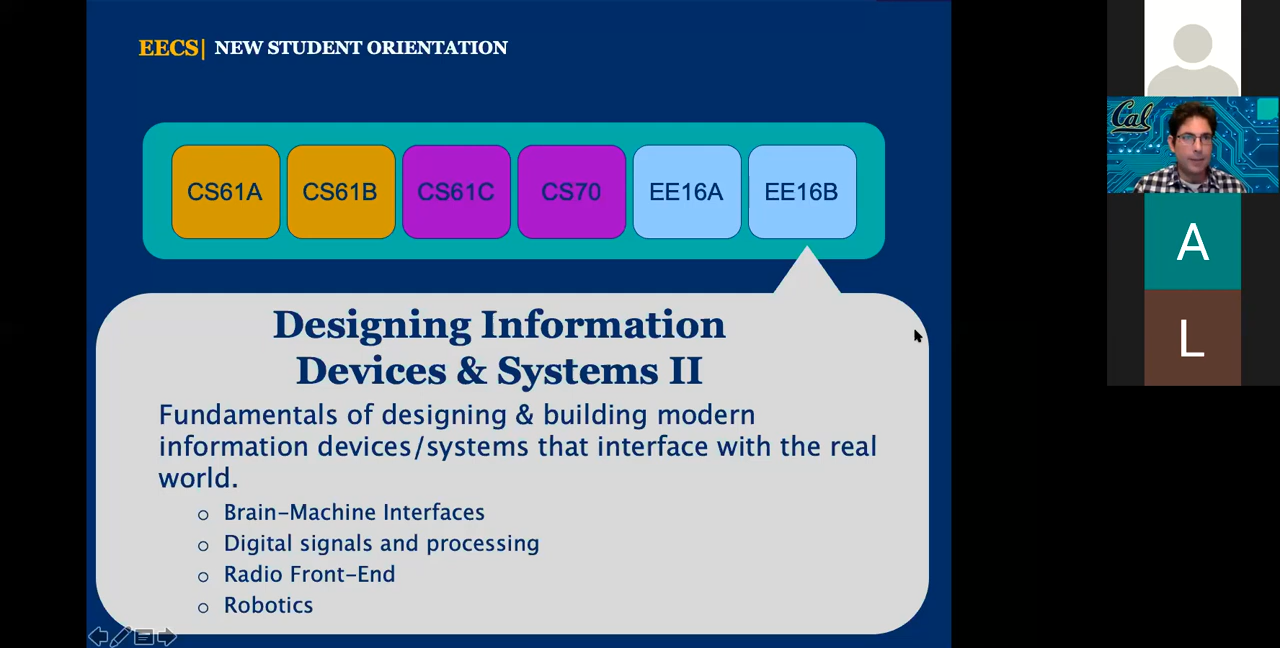 EECS| NEW STUDENT ORIENTATION
Cal
CS61A CS61B CS61C CS70 EE16A EE16B
A
L
Designing Information
Devices & Systems II
Fundamentals of designing & building modern
information devices/systems that interface with the real
world.
Brain-Machine Interfaces
Digital signals and processing
Radio Front-End
Robotics